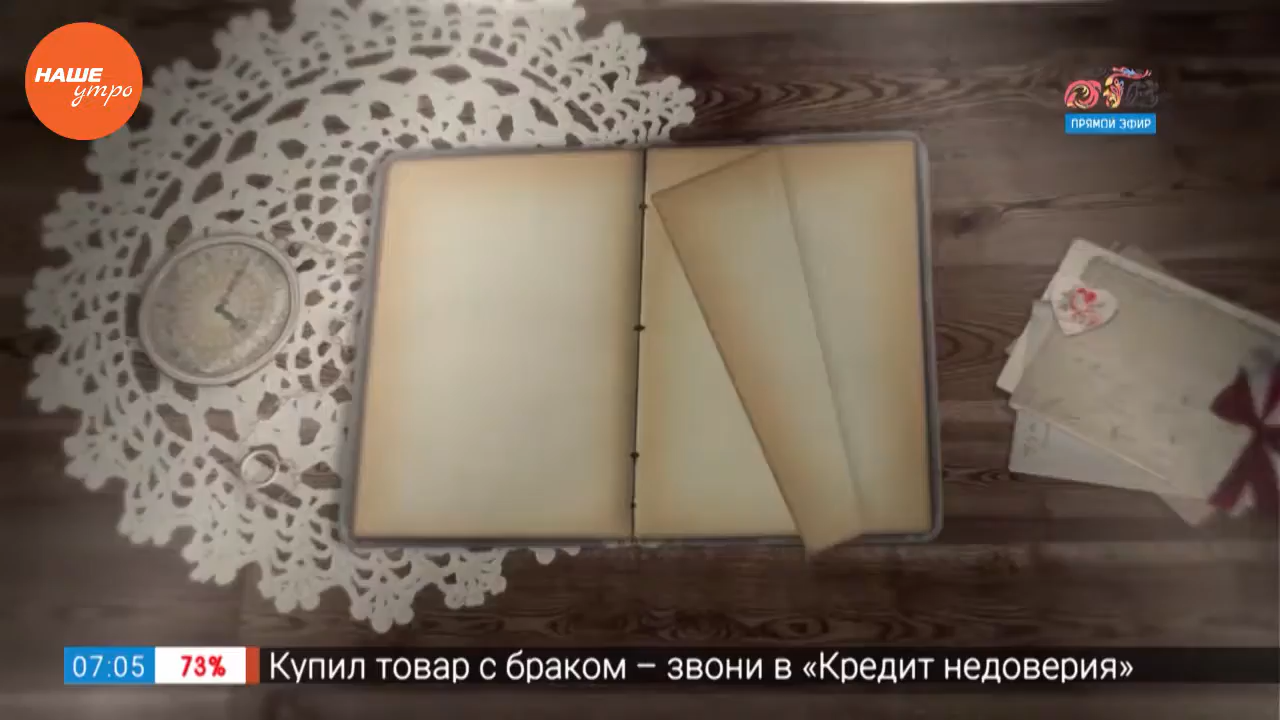 НАШЕ
утро
ПРЯМОЙ ЭФИР
07:05 73% Купил товар с браком – звони в «Кредит недоверия»